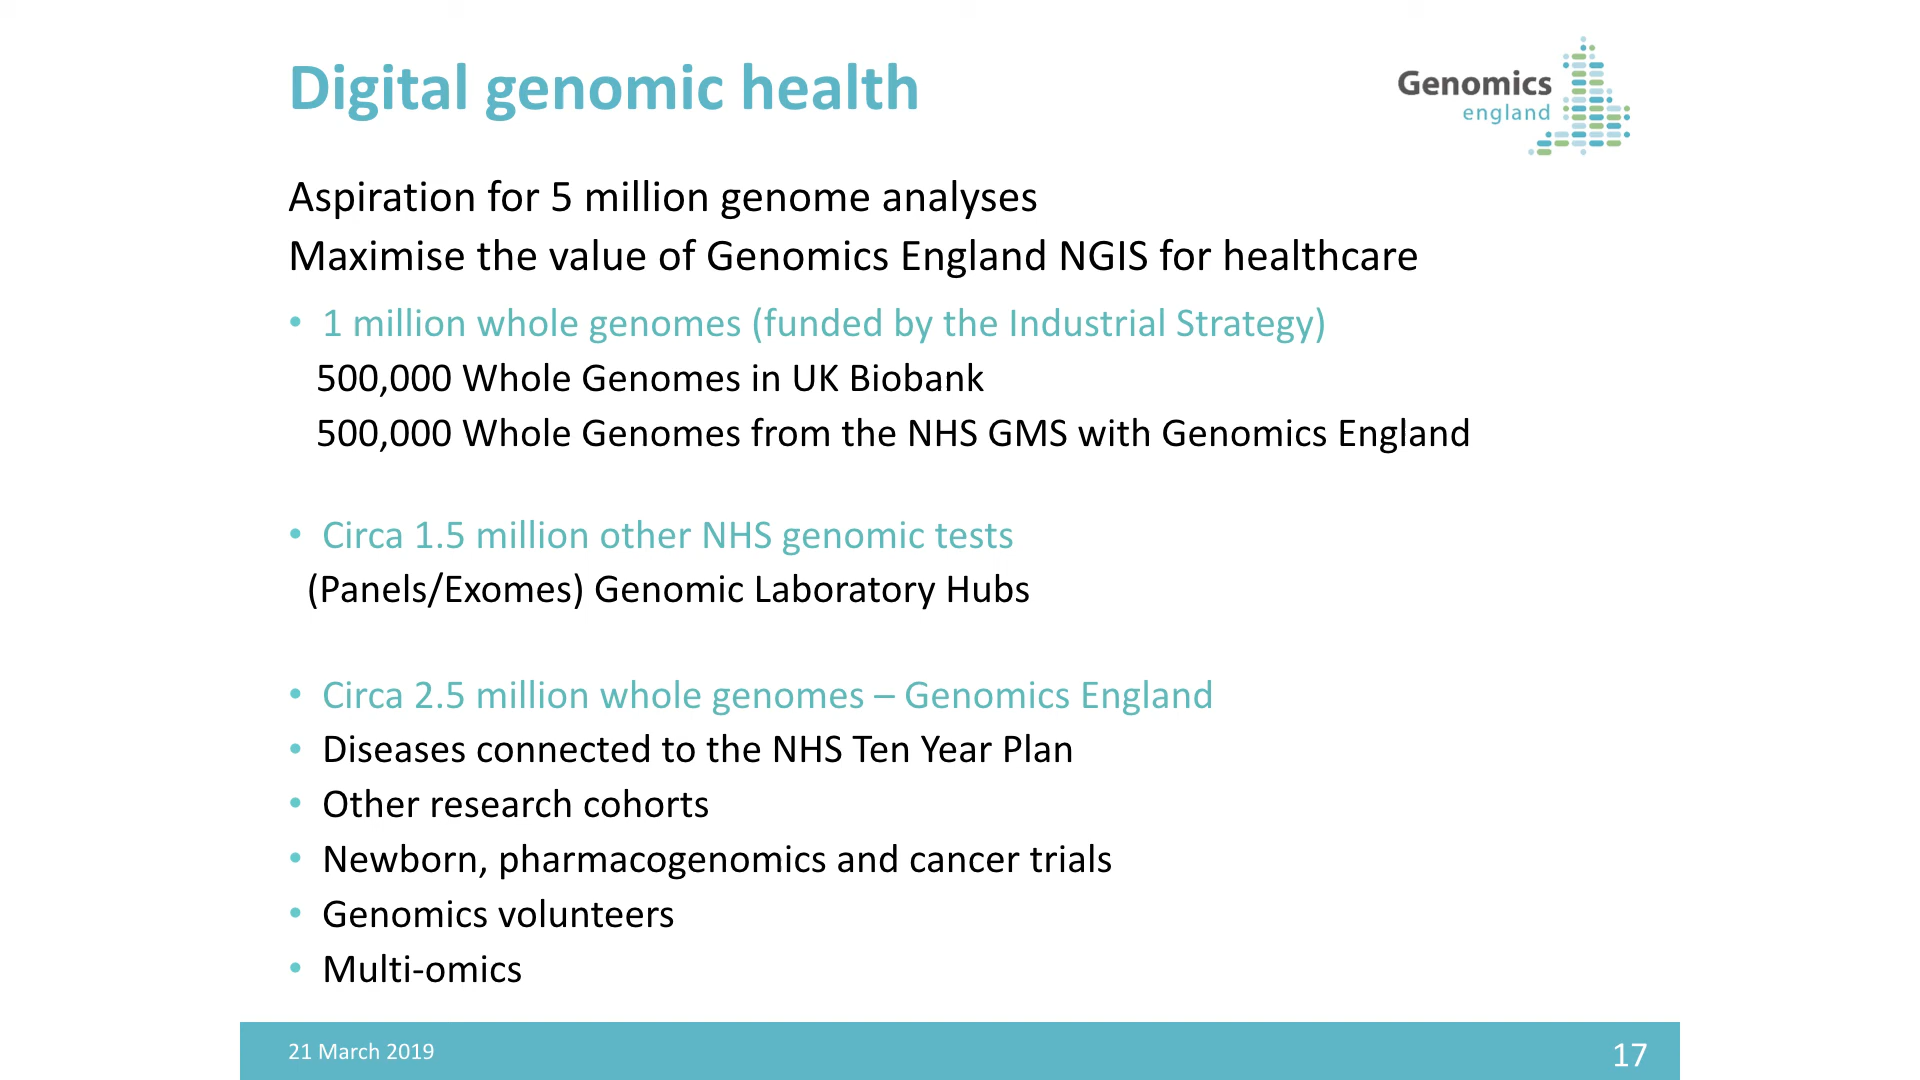 Digital genomic health
Genomics
england
Aspiration for 5 million genome analyses
Maximise the value of Genomics England NGIS for healthcare
• 1 million whole genomes (funded by the Industrial Strategy)
500,000 Whole Genomes in UK Biobank
500,000 Whole Genomes from the NHS GMS with Genomics England
• Circa 1.5 million other NHS genomic tests
(Panels/Exomes) Genomic Laboratory Hubs
• Circa 2.5 million whole genomes – Genomics England
• Diseases connected to the NHS Ten Year Plan
• Other research cohorts
• Newborn, pharmacogenomics and cancer trials
• Genomics volunteers
• Multi-omics
21 March 2019
17